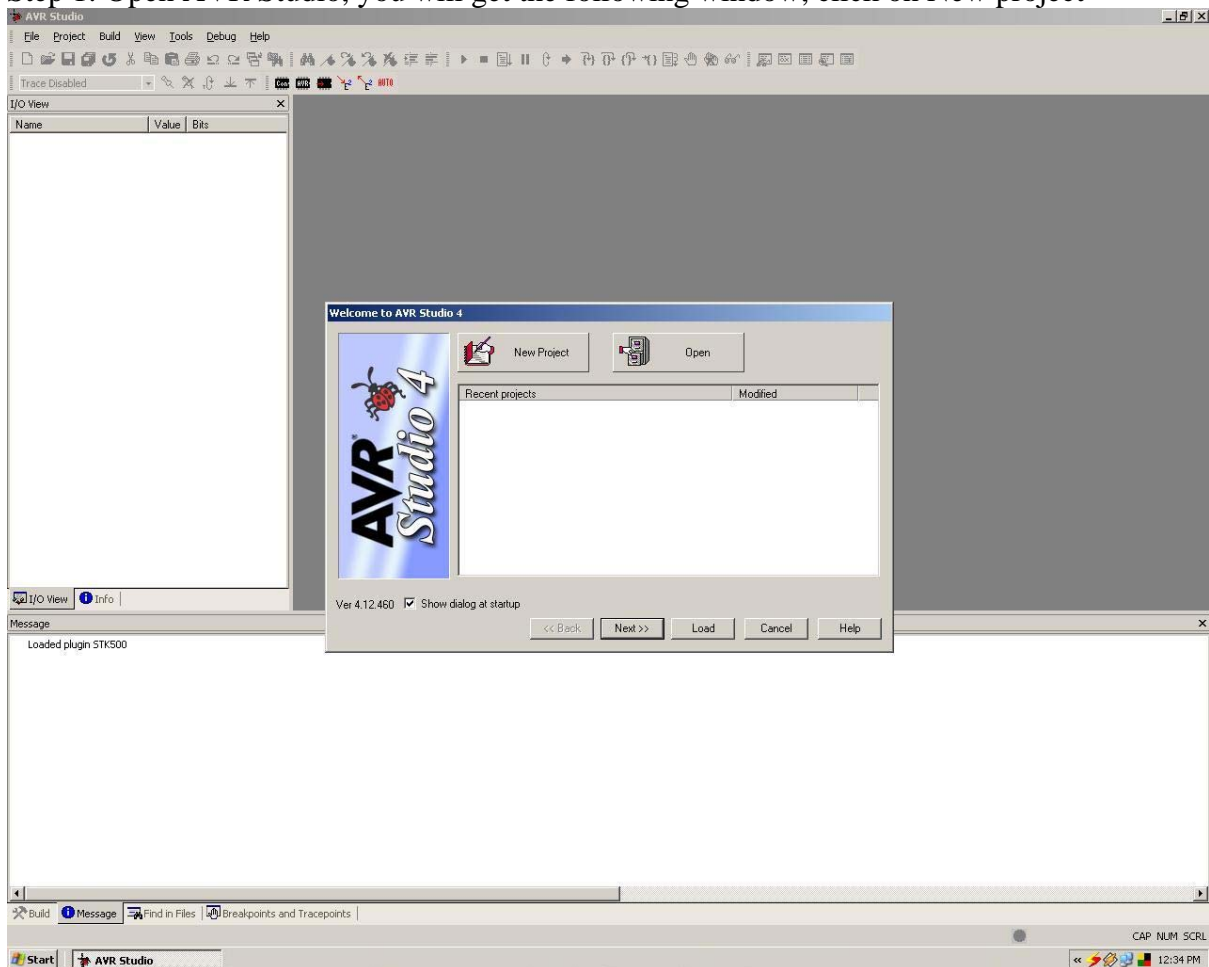 Step 1: Open AVR Studio, you will get the following window, click on New project
AVR Studio
File Project Build View Tools Debug Help
Trace Disabled
Con AVR AUTO
I/O View
Name Value Bits
Welcome to AVR Studio 4
New Project Open
Recent projects Modified
AVR Studio 4
Ver 4.12.460 Show dialog at startup
<< Back Next >> Load Cancel Help
I/O View Info
Message
Loaded plugin STK500
Build Message Find in Files Breakpoints and Tracepoints
CAP NUM SCRL
Start AVR Studio 12:34 PM